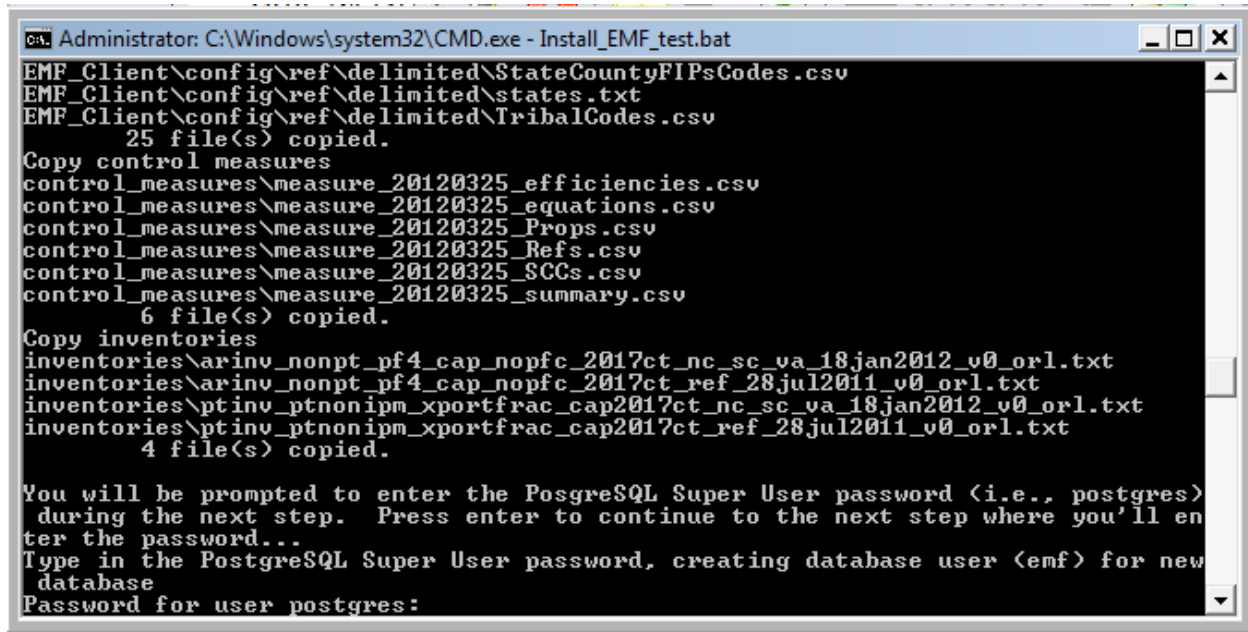 Administrator: C:\Windows\system32\CMD.exe - Install_EMF_test.bat
EMF_Client\config\ref\delimited\StateCountyFIPsCodes.csv
EMF_Client\config\ref\delimited\states.txt
EMF_Client\config\ref\delimited\TribalCodes.csv
25 file(s) copied.
Copy control measures
control_measures\measure_20120325_efficiencies.csv
control_measures\measure_20120325_equations.csv
control_measures\measure_20120325_Props.csv
control_measures\measure_20120325_Refs.csv
control_measures\measure_20120325_SCCs.csv
control_measures\measure_20120325_summary.csv
6 file(s) copied.
Copy inventories
inventories\arinv_nonpt_pf4_cap_nopfc_2017ct_nc_sc_va_18jan2012_v0_orl.txt
inventories\arinv_nonpt_pf4_cap_nopfc_2017ct_ref_28jul2011_v0_orl.txt
inventories\ptinv_ptnonipm_xportfrac_cap2017ct_nc_sc_va_18jan2012_v0_orl.txt
inventories\ptinv_ptnonipm_xportfrac_cap2017ct_ref_28jul2011_v0_orl.txt
4 file(s) copied.
You will be prompted to enter the PosgreSQL Super User password (i.e., postgres)
during the next step.  Press enter to continue to the next step where you'll en
ter the password...
Type in the PostgreSQL Super User password, creating database user (emf) for new
database
Password for user postgres: